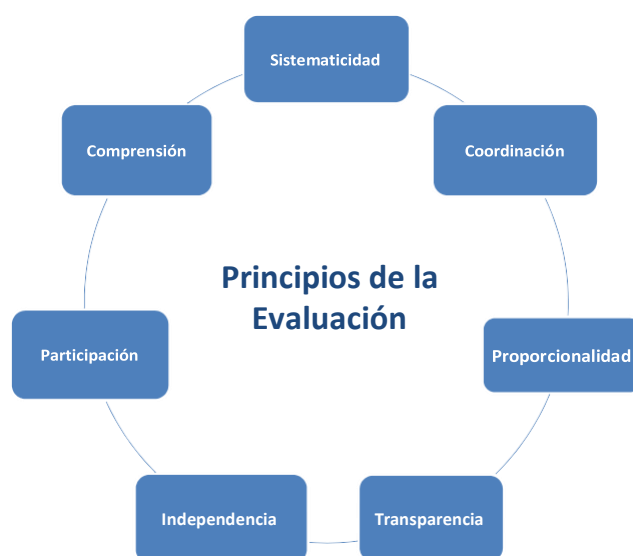 Sistematicidad
Coordinación
Proporcionalidad
Transparencia
Independencia
Participación
Comprensión
Principios de la
Evaluación